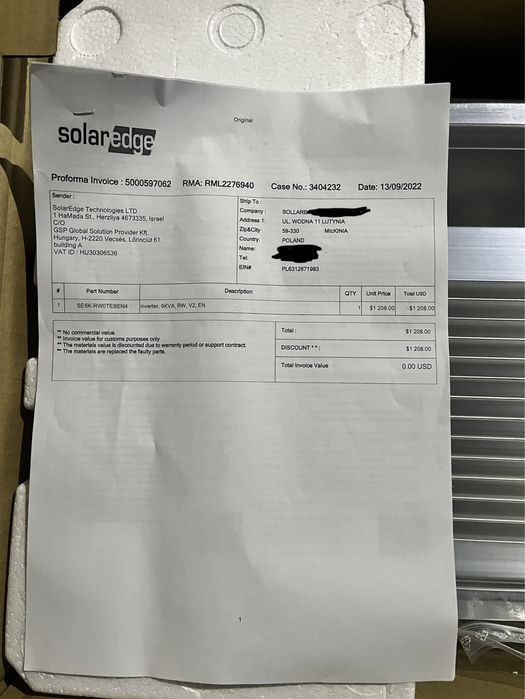 Original
solaredge
Proforma Invoice : 5000597062 RMA: RML2276940 Case No.: 3404232 Date: 13/09/2022
Sender :
SolarEdge Technologies LTD
1 HaMada St., Herzliya 4673335, Israel
C/O
GSP Global Solution Provider Kft.
Hungary, H-2220 Vecsés, Lőrinciút 61.
building A
VAT ID : HU30306536
Ship To :
Company : SOLLARB
Address 1: UL. WODNA 11 LUTYNIA
Zip&City 59-330 MIcKINIA
Country: POLAND
Name:
Tel:
EIN# PL6312671983
# Part Number Description QTY Unit Price Total USD
1 SE6K-RW0TEBEN4 Inverter, 6KVA, RW, V2, EN 1 $1 208.00 $1 208.00
** No commercial value.
** Invoice value for customs purposes only
** The materials value is discounted due to warranty period or support contract.
** The materials are replaced the faulty parts.
Total : $1 208.00
DISCOUNT ** : $1 208.00
Total Invoice Value 0.00 USD
1